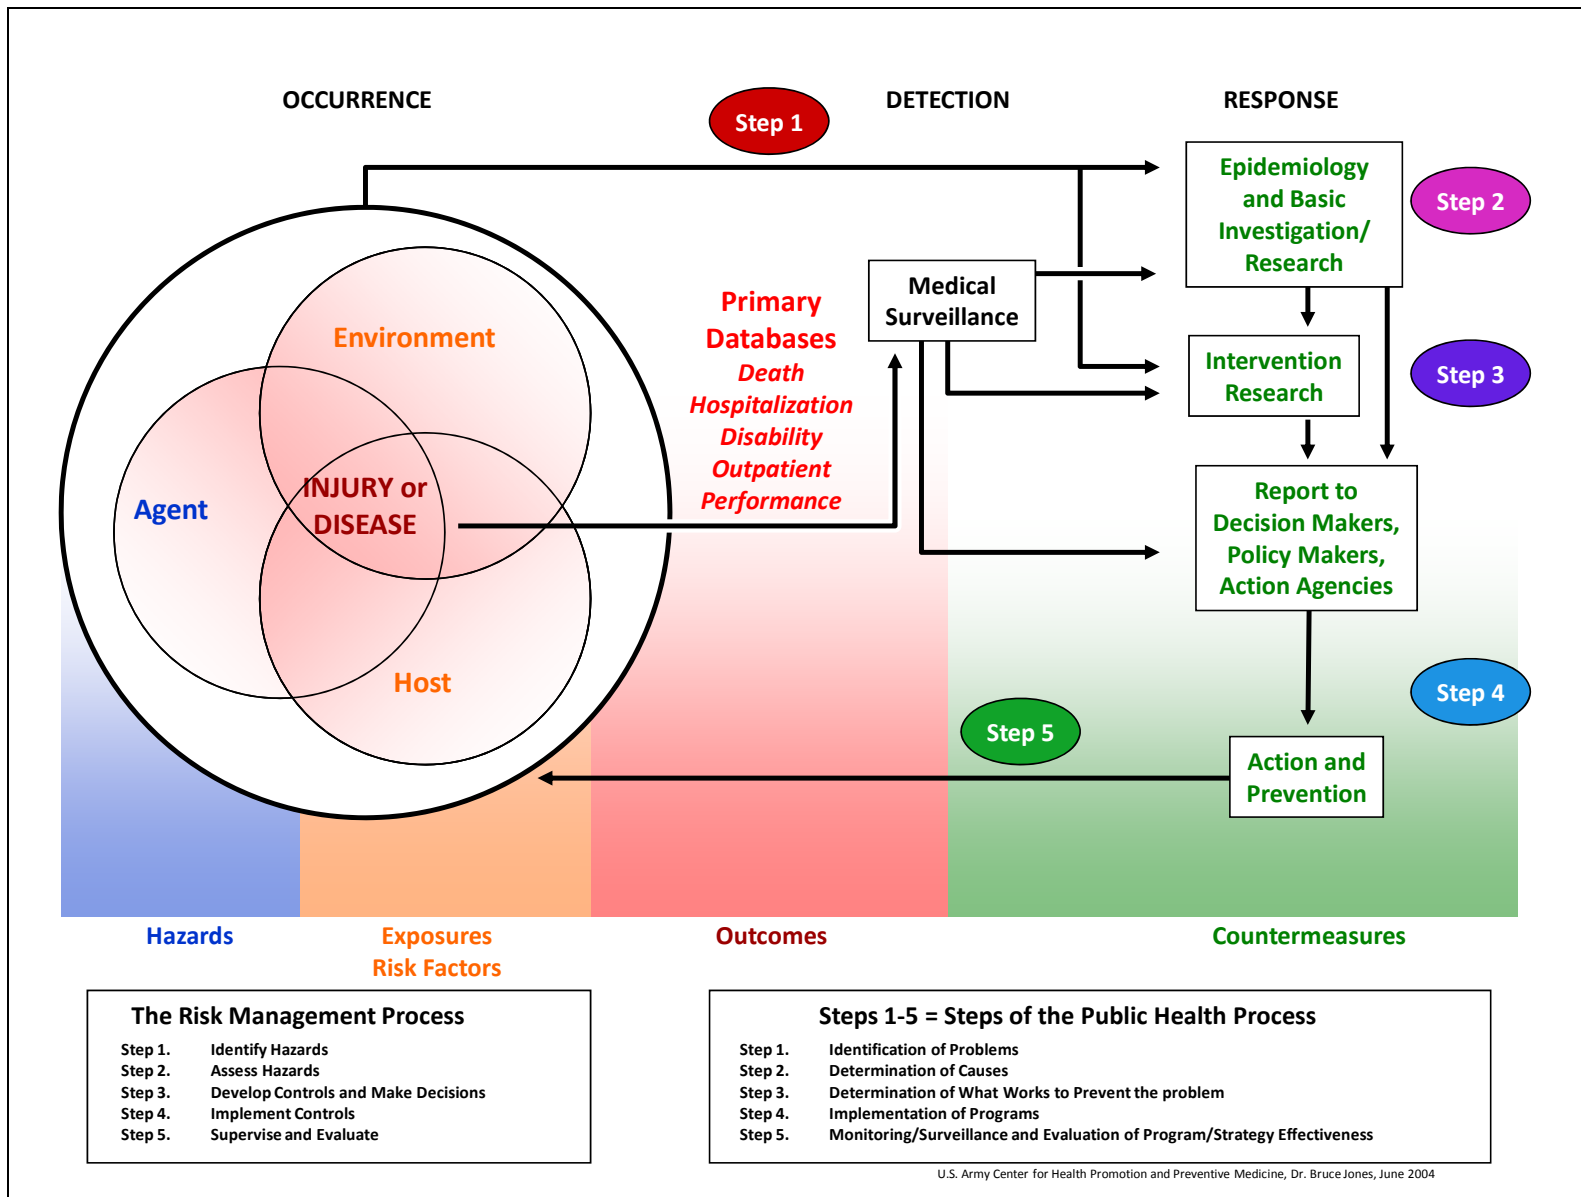 OCCURRENCE
DETECTION
RESPONSE
Step 1
Epidemiology
and Basic
Investigation/
Research
Step 2
Medical
Surveillance
Primary
Databases
Death
Hospitalization
Disability
Outpatient
Performance
Environment
Agent
INJURY or
DISEASE
Host
Intervention
Research
Step 3
Report to
Decision Makers,
Policy Makers,
Action Agencies
Step 4
Step 5
Action and
Prevention
Hazards
Exposures
Risk Factors
Outcomes
Countermeasures
The Risk Management Process
Step 1. Identify Hazards
Step 2. Assess Hazards
Step 3. Develop Controls and Make Decisions
Step 4. Implement Controls
Step 5. Supervise and Evaluate
Steps 1-5 = Steps of the Public Health Process
Step 1. Identification of Problems
Step 2. Determination of Causes
Step 3. Determination of What Works to Prevent the problem
Step 4. Implementation of Programs
Step 5. Monitoring/Surveillance and Evaluation of Program/Strategy Effectiveness
U.S. Army Center for Health Promotion and Preventive Medicine, Dr. Bruce Jones, June 2004